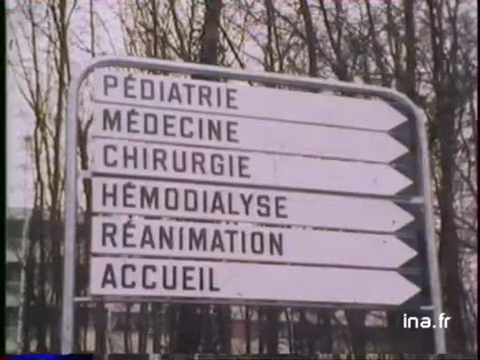 PÉDIATRIE
MÉDECINE
CHIRURGIE
HÉMODIALYSE
RÉANIMATION
ACCUEIL
ina.fr